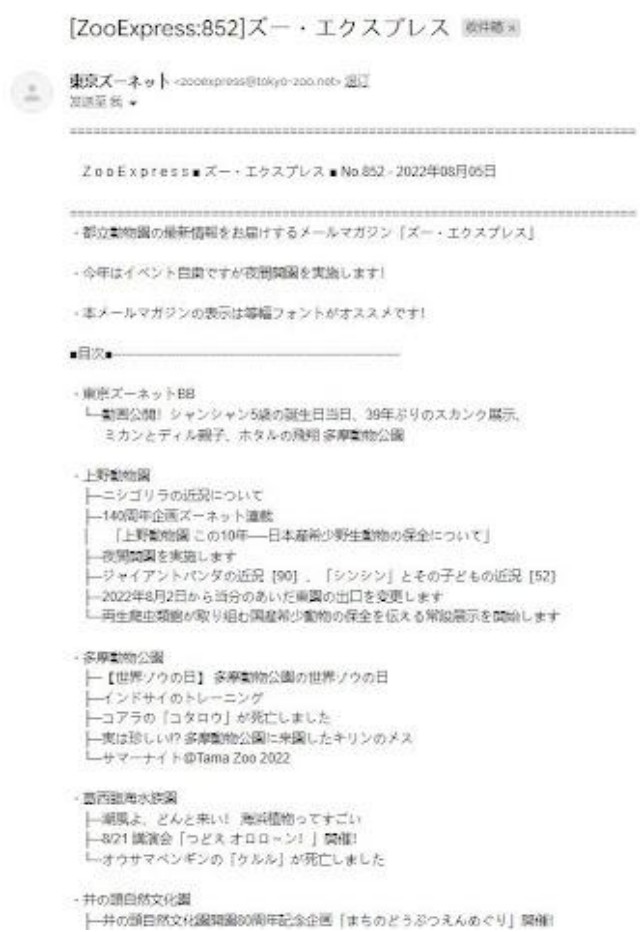 [ZooExpress:852]ズー・エクスプレス 收件箱 ×
東京ズーネット <zooexpress@tokyo-zoo.net> 退订
发送至 我
====================================================================
ＺｏｏＥｘｐｒｅｓｓ■ ズー・エクスプレス ■ No.852 - 2022年08月05日
====================================================================
・都立動物園の最新情報をお届けするメールマガジン「ズー・エクスプレス」
・今年はイベント自粛ですが夜間開園を実施します!
・本メールマガジンの表示は等幅フォントがオススメです!
■目次■――――――――――――――――――――
・東京ズーネットBB
└─動画公開! シャンシャン5歳の誕生日当日、39年ぶりのスカンク展示、
ミカンとディル親子、ホタルの飛翔 多摩動物公園
・上野動物園
├─ニシゴリラの近況について
├─140周年企画ズーネット連載
│ 「上野動物園 この10年──日本産希少野生動物の保全について」
├─夜間開園を実施します
├─ジャイアントパンダの近況［90］、「シンシン」とその子どもの近況［52］
├─2022年8月2日から当分のあいだ東園の出口を変更します
└─両生爬虫類館が取り組む国産希少動物の保全を伝える常設展示を開始します
・多摩動物公園
├─【世界ゾウの日】 多摩動物公園の世界ゾウの日
├─インドサイのトレーニング
├─コアラの「コタロウ」が死亡しました
├─実は珍しい!? 多摩動物公園に来園したキリンのメス
└─サマーナイト@Tama Zoo 2022
・葛西臨海水族園
├─潮風よ、どんと来い! 海浜植物ってすごい
├─8/21 講演会「つどえ オロロ～ン! 」開催!
└─オウサマペンギンの「ケルル」が死亡しました
・井の頭自然文化園
├─井の頭自然文化園開園80周年記念企画「まちのどうぶつえんめぐり」開催!